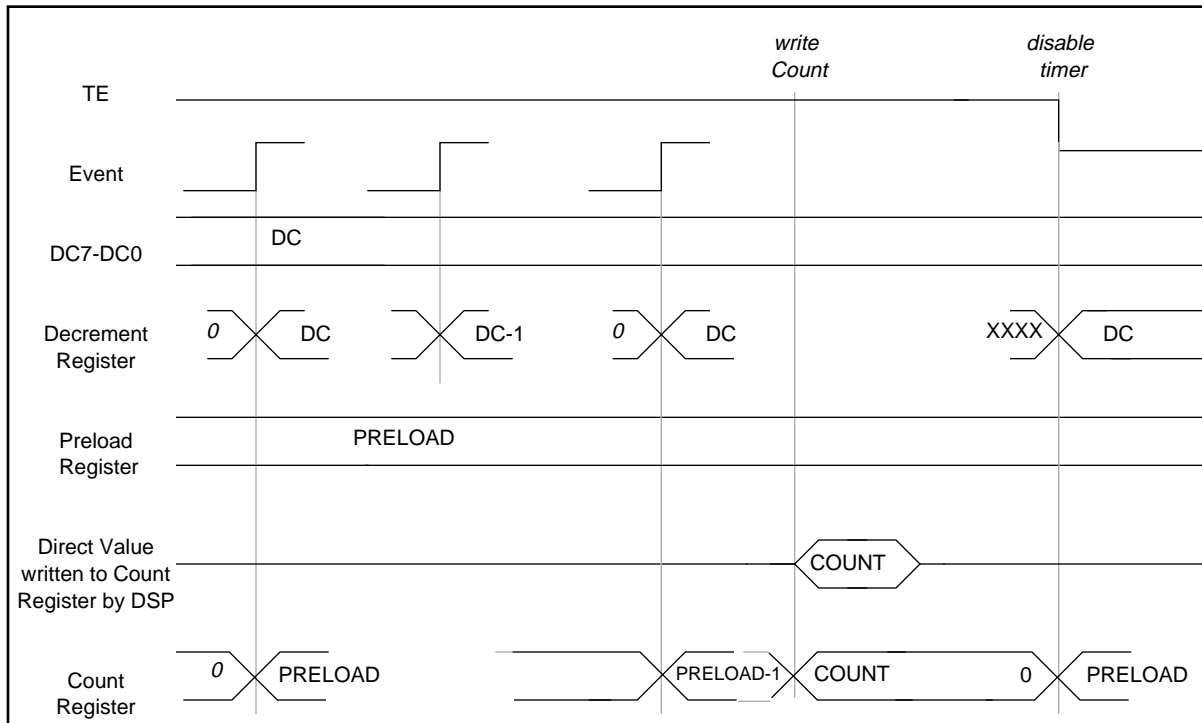 write
Count
disable
timer
TE
Event
DC7-DC0
DC
Decrement
Register
0
DC
DC-1
0
DC
XXXX
DC
Preload
Register
PRELOAD
Direct Value
written to Count
Register by DSP
COUNT
Count
Register
0
PRELOAD
PRELOAD-1
COUNT
0
PRELOAD